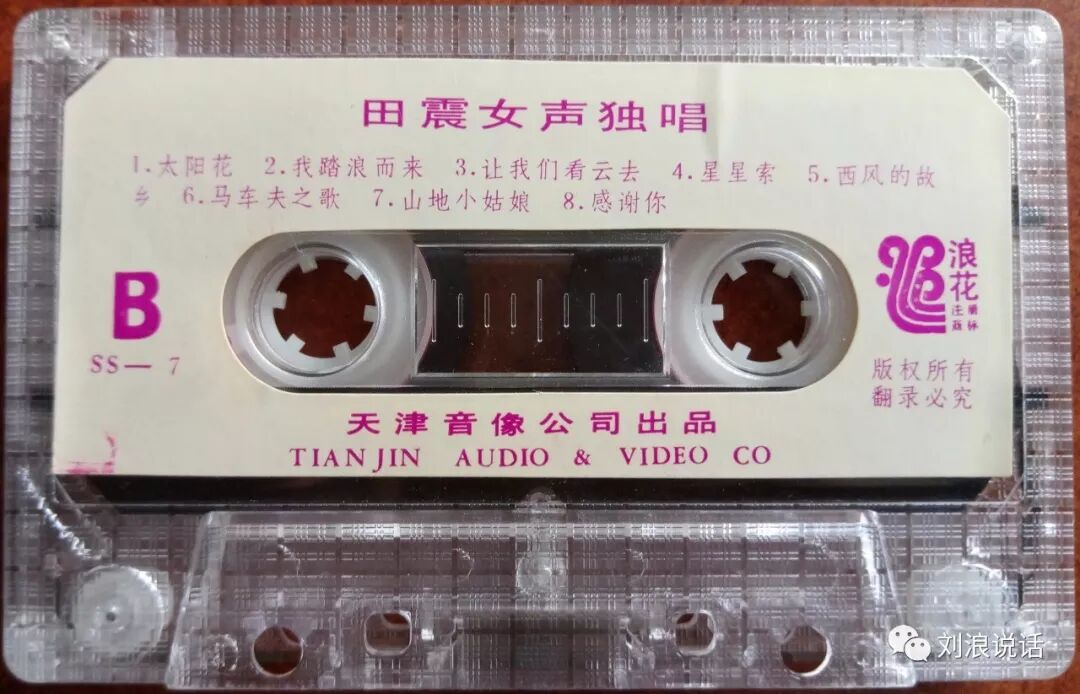 田震女声独唱
1.太阳花 2.我踏浪而来 3.让我们看云去 4.星星索 5.西风的故
乡 6.马车夫之歌 7.山地小姑娘 8.感谢你
B
SS— 7
浪花
注册
商标
版权所有
翻录必究
天津音像公司出品
TIANJIN AUDIO & VIDEO CO
刘浪说话